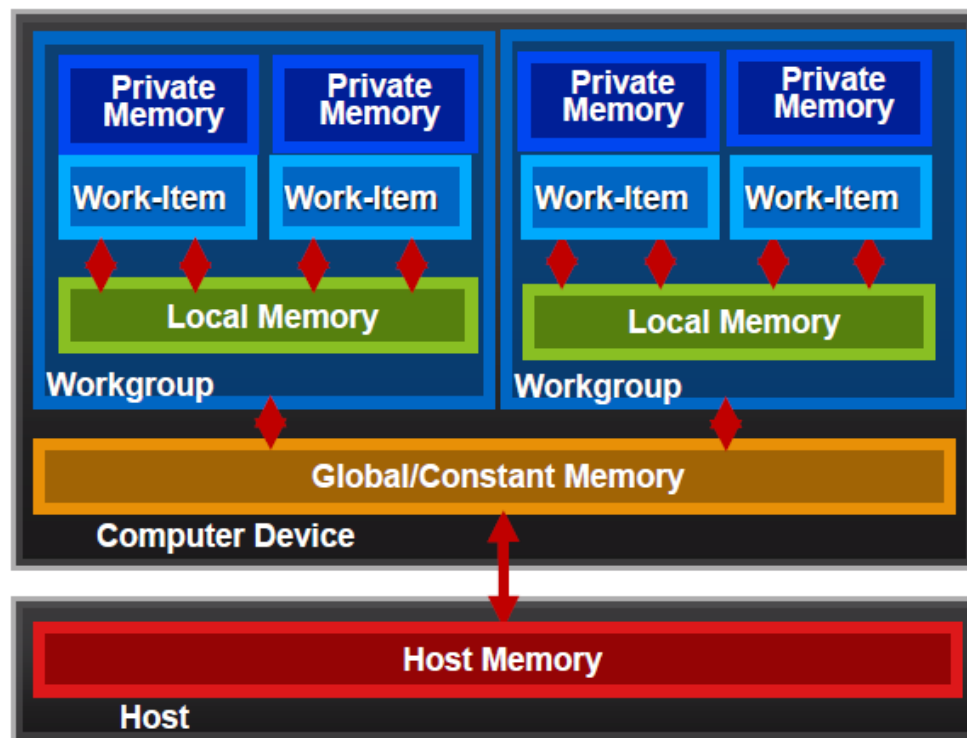 Private
Memory
Private
Memory
Private
Memory
Private
Memory
Work-Item
Work-Item
Work-Item
Work-Item
Local Memory
Local Memory
Workgroup
Workgroup
Global/Constant Memory
Computer Device
Host Memory
Host